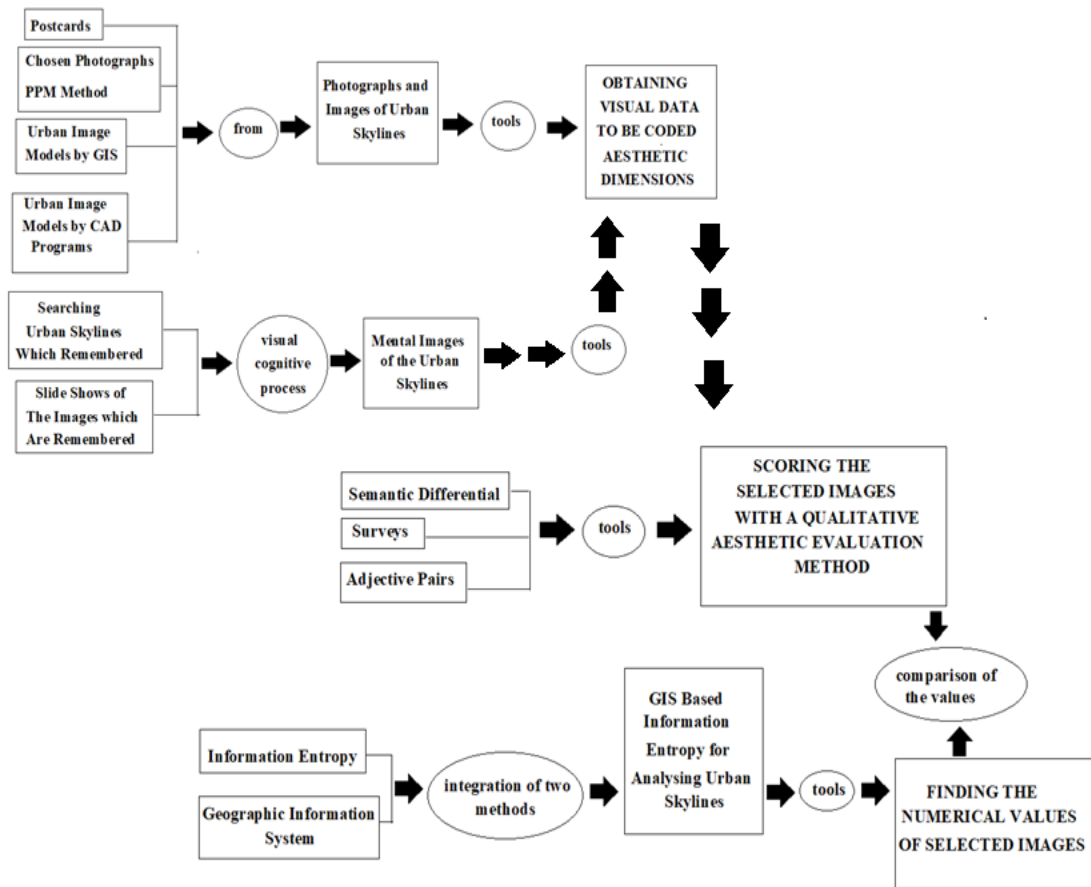 Postcards
Chosen Photographs
PPM Method
Urban Image
Models by GIS
Urban Image
Models by CAD
Programs
from
Photographs and
Images of Urban
Skylines
tools
OBTAINING
VISUAL DATA
TO BE CODED
AESTHETIC
DIMENSIONS
Searching
Urban Skylines
Which Remembered
Slide Shows of
The Images which
Are Remembered
visual
cognitive
process
Mental Images
of the Urban
Skylines
tools
Semantic Differential
Surveys
Adjective Pairs
tools
SCORING THE
SELECTED IMAGES
WITH A QUALITATIVE
AESTHETIC EVALUATION
METHOD
comparison of
the values
Information Entropy
Geographic Information
System
integration of two
methods
GIS Based
Information
Entropy for
Analysing Urban
Skylines
tools
FINDING THE
NUMERICAL VALUES
OF SELECTED IMAGES